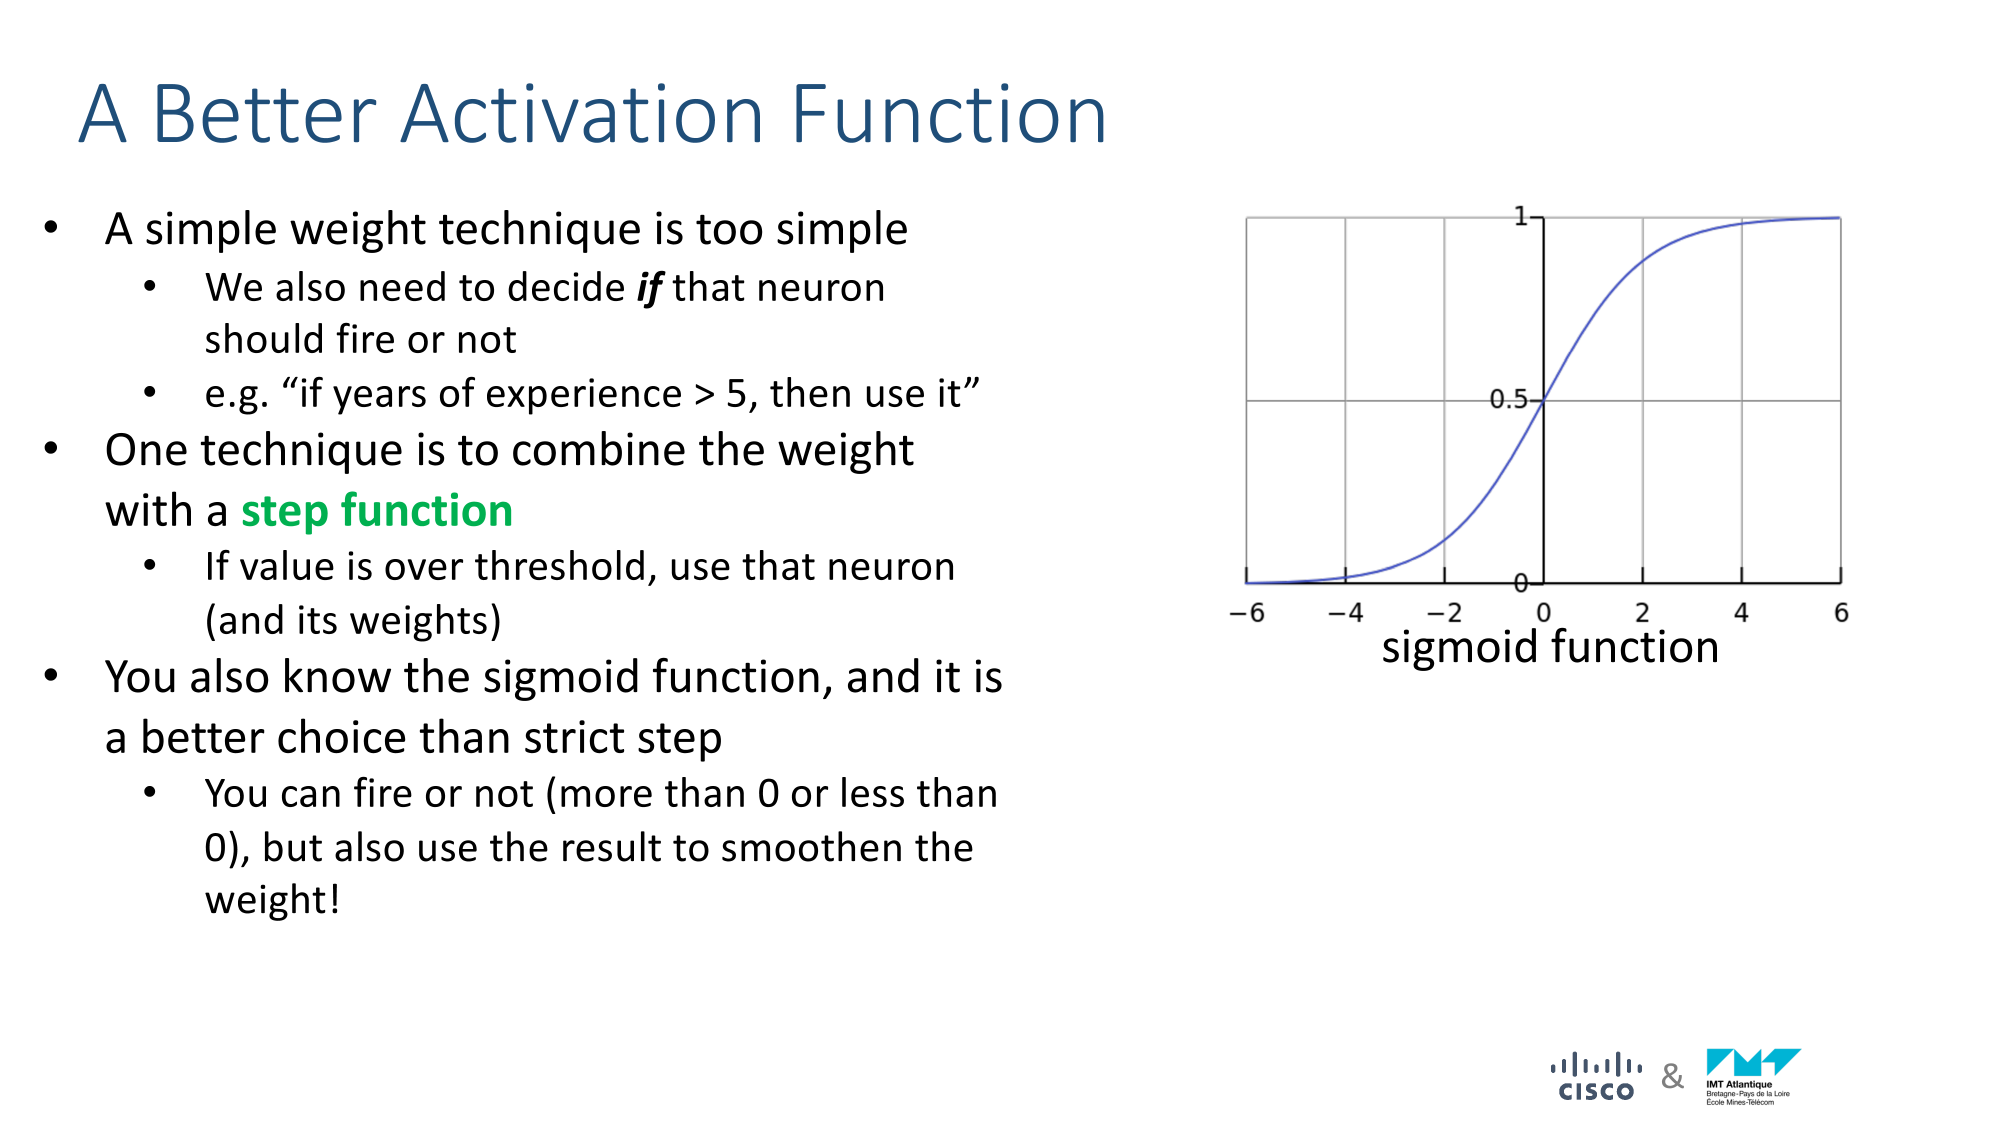 A Better Activation Function
• A simple weight technique is too simple
• We also need to decide if that neuron
should fire or not
• e.g. “if years of experience > 5, then use it”
• One technique is to combine the weight
with a step function
• If value is over threshold, use that neuron
(and its weights)
• You also know the sigmoid function, and it is
a better choice than strict step
• You can fire or not (more than 0 or less than
0), but also use the result to smoothen the
weight!
1
0.5
0
−6 −4 −2 0 2 4 6
sigmoid function
CISCO & IMT Atlantique
Bretagne-Pays de la Loire
École Mines-Télécom